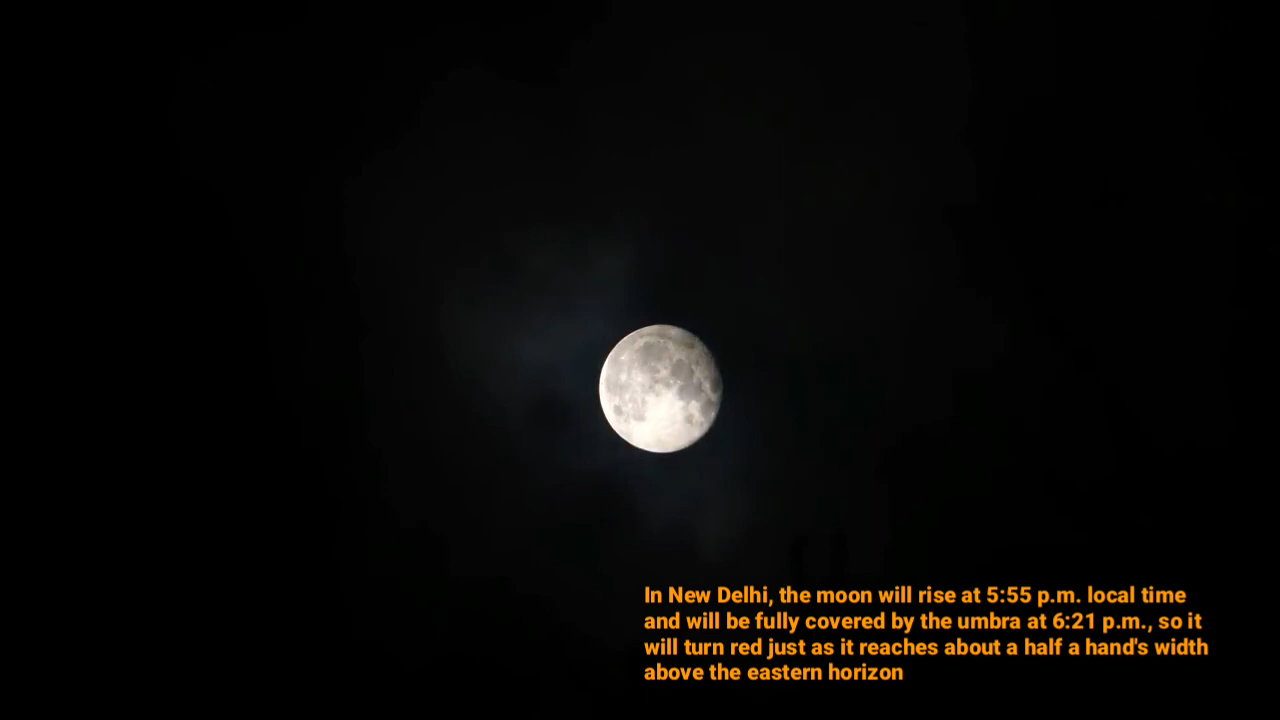 In New Delhi, the moon will rise at 5:55 p.m. local time
and will be fully covered by the umbra at 6:21 p.m., so it
will turn red just as it reaches about a half a hand's width
above the eastern horizon